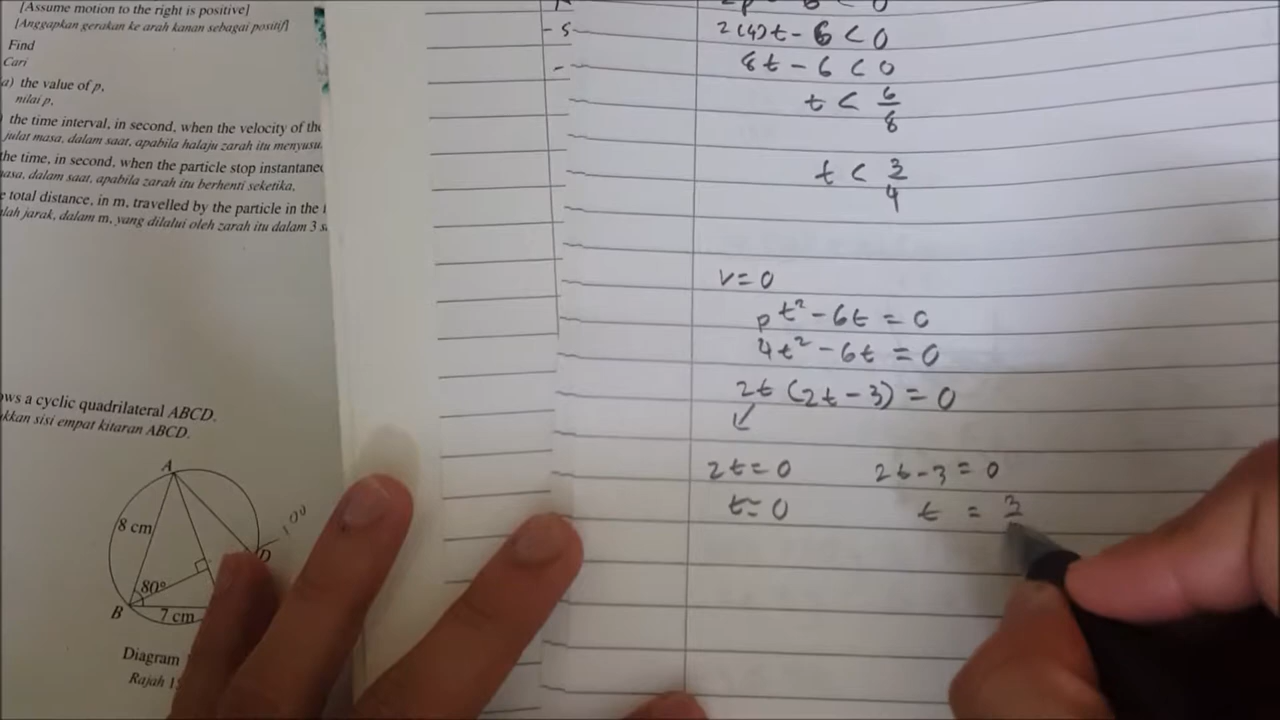 [Assume motion to the right is positive]
[Anggapkan gerakan ke arah kanan sebagai positif]
Find
Cari
a) the value of p,
nilai p,
the time interval, in second, when the velocity of the
julat masa, dalam saat, apabila halaju zarah itu menyusu
the time, in second, when the particle stop instantaned
masa, dalam saat, apabila zarah itu berhenti seketika,
e total distance, in m, travelled by the particle in the
lah jarak, dalam m, yang dilalui oleh zarah itu dalam 3 s
ws a cyclic quadrilateral ABCD.
kkan sisi empat kitaran ABCD.
A
8 cm
100
D
80°
B
7 cm
Diagram
Rajah 1
- 5
-
2(4)t - 6 < 0
8t - 6 < 0
t < 6/8
t < 3/4
v = 0
pt² - 6t = 0
4t² - 6t = 0
2t (2t - 3) = 0
2t = 0 2t - 3 = 0
t = 0 t = 3